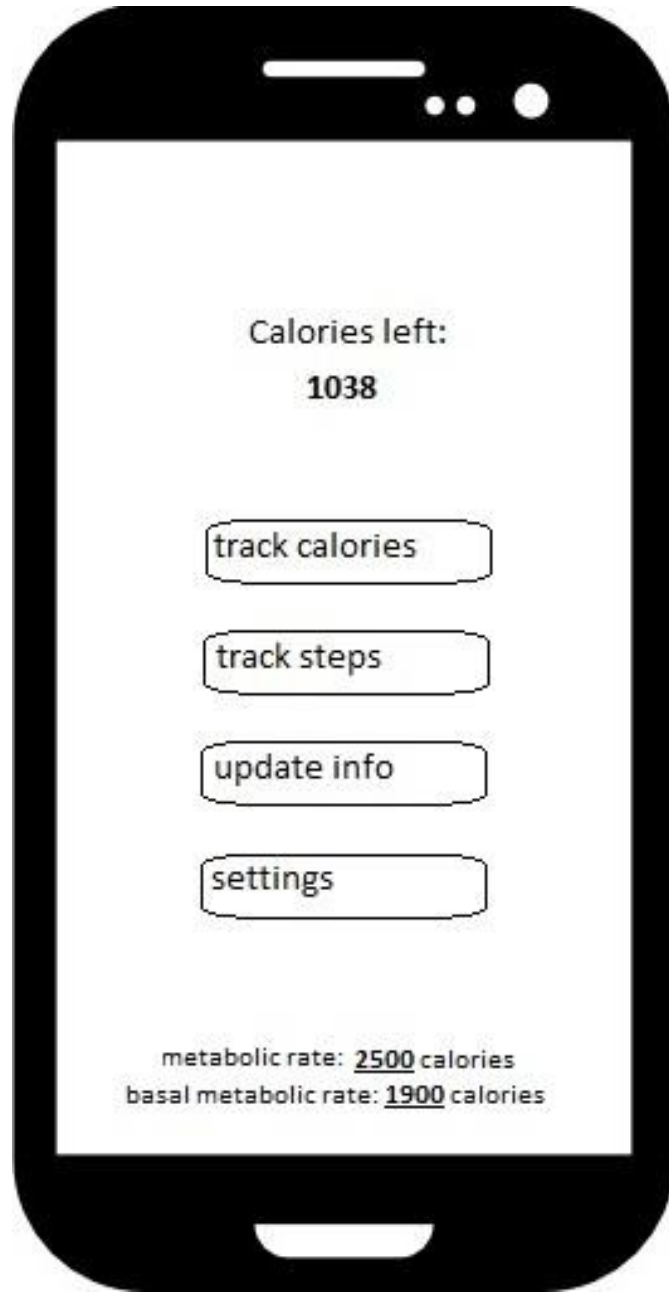 Calories left:
1038
track calories
track steps
update info
settings
metabolic rate: 2500 calories
basal metabolic rate: 1900 calories